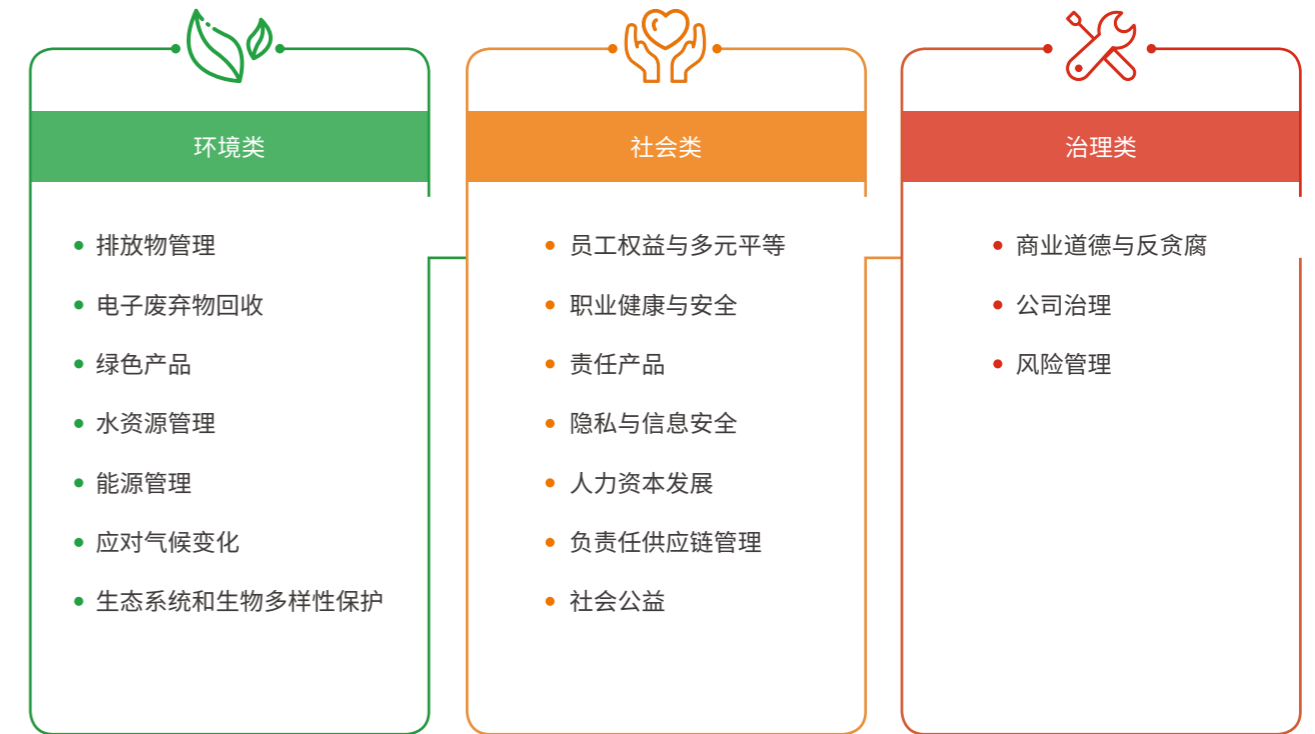 环境类
排放物管理
电子废弃物回收
绿色产品
水资源管理
能源管理
应对气候变化
生态系统和生物多样性保护
社会类
员工权益与多元平等
职业健康与安全
责任产品
隐私与信息安全
人力资本发展
负责任供应链管理
社会公益
治理类
商业道德与反贪腐
公司治理
风险管理